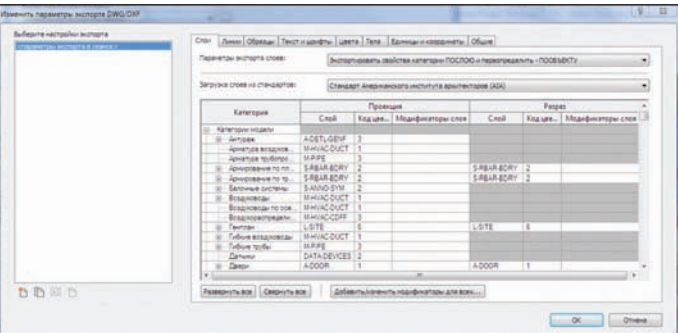 Изменить параметры экспорта DWG/DXF
Выберите настройки экспорта
<параметры экспорта в сеансе>
Слои Линии Образцы Текст и шрифты Цвета Тела Единицы и координаты Общие
Параметры экспорта слоев: Экспортировать свойства категории ПОСЛОЮ и переопределить - ПООБЪЕКТУ
Загрузка слоев из стандартов: Стандарт Американского института архитекторов (AIA)
Категория Проекция Разрез
Слой Код цве... Модификаторы слоя Слой Код цве... Модификаторы слоя
Категории модели
Антураж A-DETL-GENF 3
Арматура воздухов... M-HVAC-DUCT 1
Арматура трубопро... M-PIPE 3
Армирование по пл... S-RBAR-BDRY 2 S-RBAR-BDRY 2
Армирование по тр... S-RBAR-BDRY 2 S-RBAR-BDRY 2
Балочные системы S-ANNO-SYM 2
Воздуховоды M-HVAC-DUCT 1
Воздуховоды по осе... M-HVAC-DUCT 1
Воздухораспредели... M-HVAC-CDFF 3
Генплан L-SITE 6 L-SITE 6
Гибкие воздуховоды M-HVAC-DUCT 1
Гибкие трубы M-PIPE 3
Датчики DATA-DEVICES 2
Двери A-DOOR 1 A-DOOR 1
Развернуть все Свернуть все Добавить/изменить модификаторы для всех...
OK Отмена